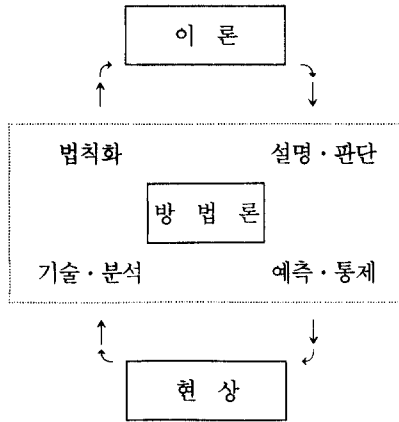 이 론
법칙화 설명·판단
방 법 론
기술·분석 예측·통제
현 상